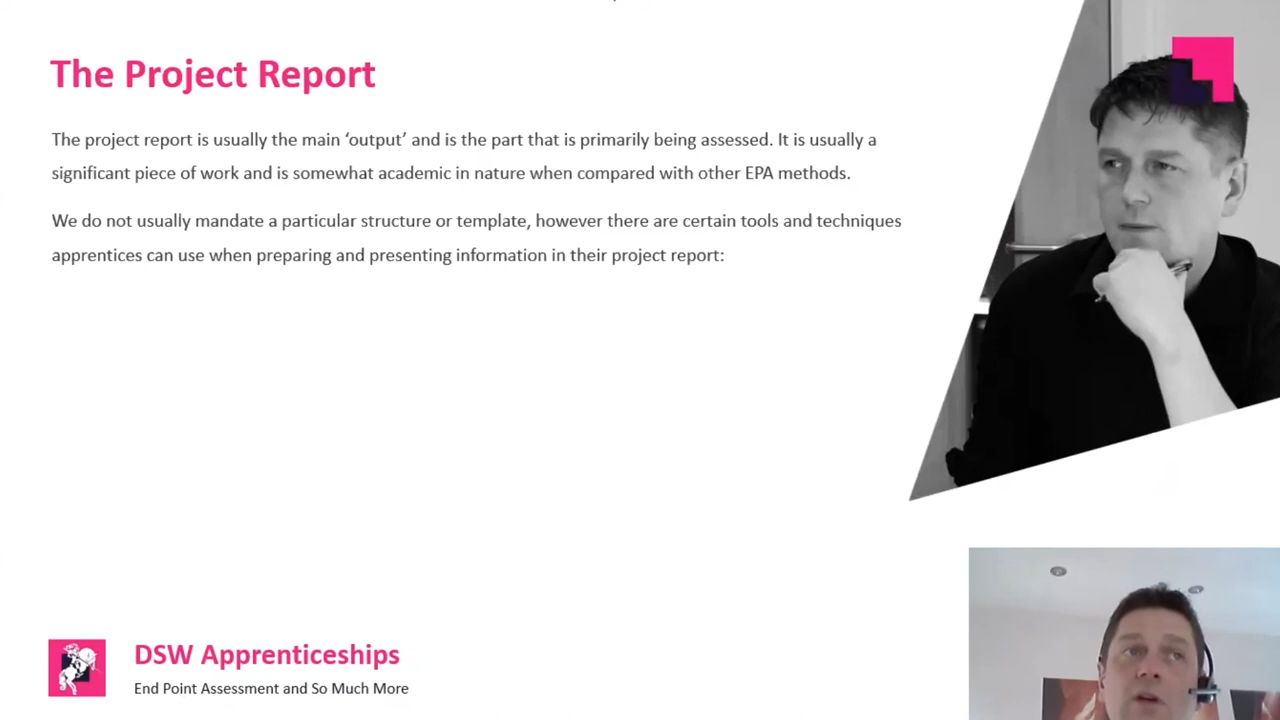 The Project Report
The project report is usually the main ‘output’ and is the part that is primarily being assessed. It is usually a
significant piece of work and is somewhat academic in nature when compared with other EPA methods.
We do not usually mandate a particular structure or template, however there are certain tools and techniques
apprentices can use when preparing and presenting information in their project report:
DSW Apprenticeships
End Point Assessment and So Much More